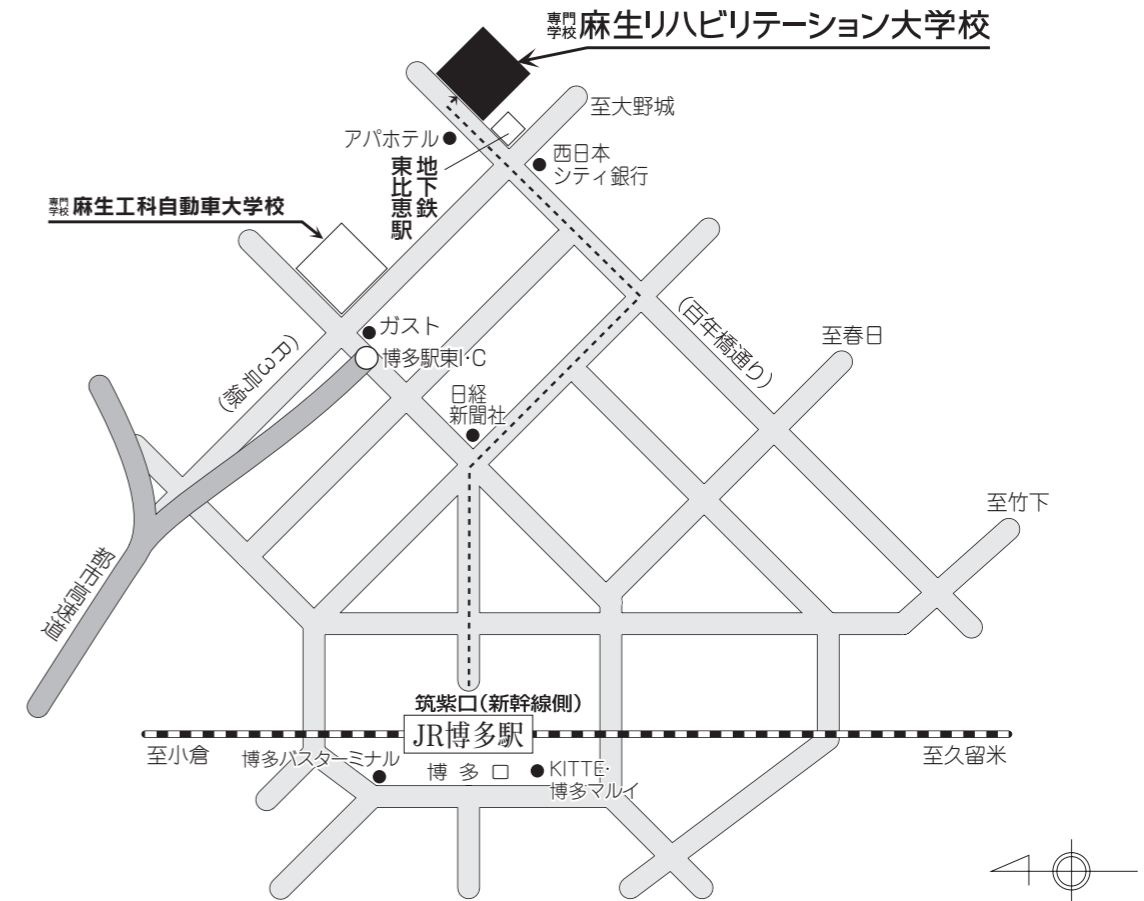 専門学校 麻生リハビリテーション大学校
至大野城
アパホテル
西日本
シティ銀行
地下鉄
東比恵駅
専門学校 麻生工科自動車大学校
ガスト
博多駅東I・C
(R3号線)
(百年橋通り)
至春日
日経
新聞社
至竹下
都市高速道
筑紫口(新幹線側)
JR博多駅
至小倉
至久留米
博多バスターミナル
博多口
KITTE・
博多マルイ